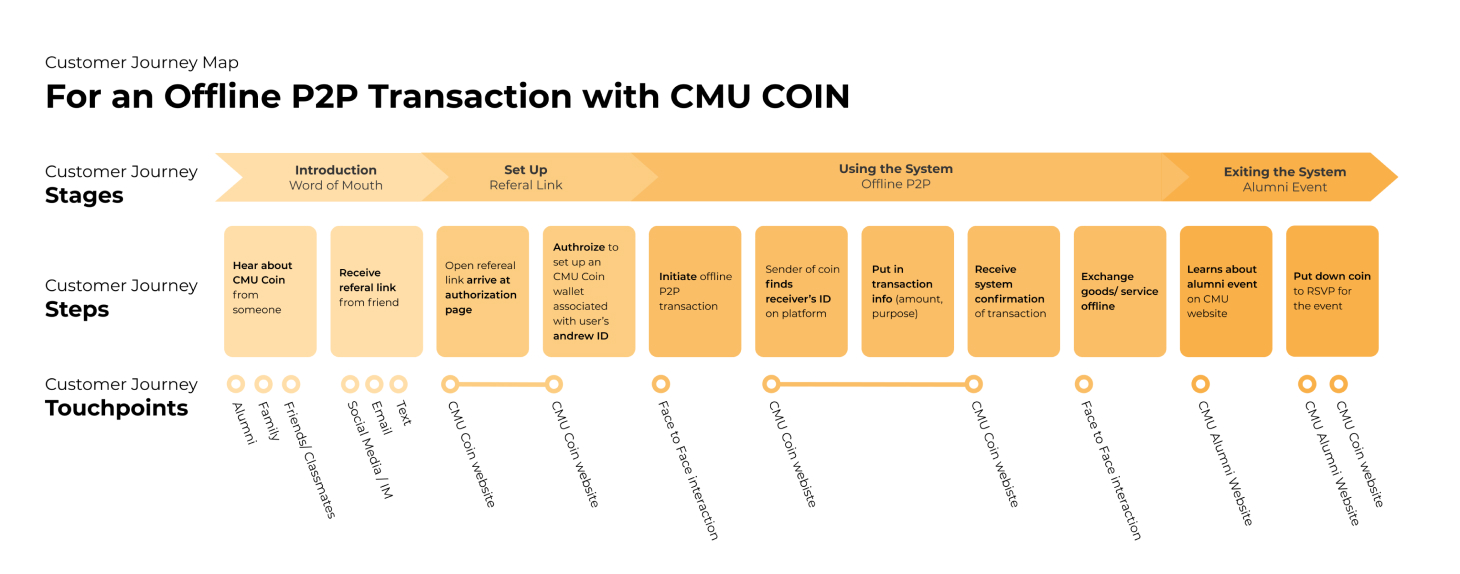 Customer Journey Map
For an Offline P2P Transaction with CMU COIN
Customer Journey
Stages
Introduction
Word of Mouth
Set Up
Referal Link
Using the System
Offline P2P
Exiting the System
Alumni Event
Customer Journey
Steps
Hear about
CMU Coin
from
someone
Receive
referal link
from friend
Open refereal
link arrive at
authorization
page
Authroize to
set up an
CMU Coin
wallet
associated
with user's
andrew ID
Initiate offline
P2P
transaction
Sender of coin
finds
receiver's ID
on platform
Put in
transaction
info (amount,
purpose)
Receive
system
confirmation
of transaction
Exchange
goods/ service
offline
Learns about
alumni event
on CMU
website
Put down coin
to RSVP for
the event
Customer Journey
Touchpoints
Alumni
Family
Friends/ Classmates
Social Media / IM
Email
Text
CMU Coin website
CMU Coin website
Face to Face interaction
CMU Coin webiste
CMU Coin webiste
Face to Face interaction
CMU Alumni Website
CMU Alumni Website
CMU Coin website